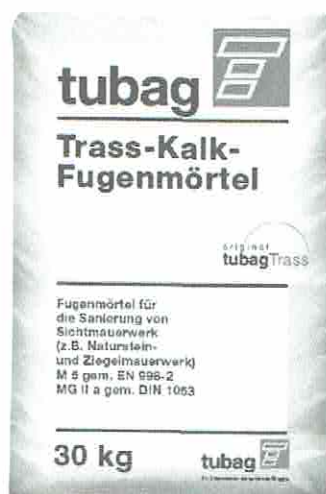 tubag
Trass-Kalk-
Fugenmörtel
original
tubagTrass
Fugenmörtel für
die Sanierung von
Sichtmauerwerk
(z.B. Naturstein-
und Ziegelmauerwerk)
M 5 gem. EN 998-2
MG II a gem. DIN 1053
30 kg
tubag